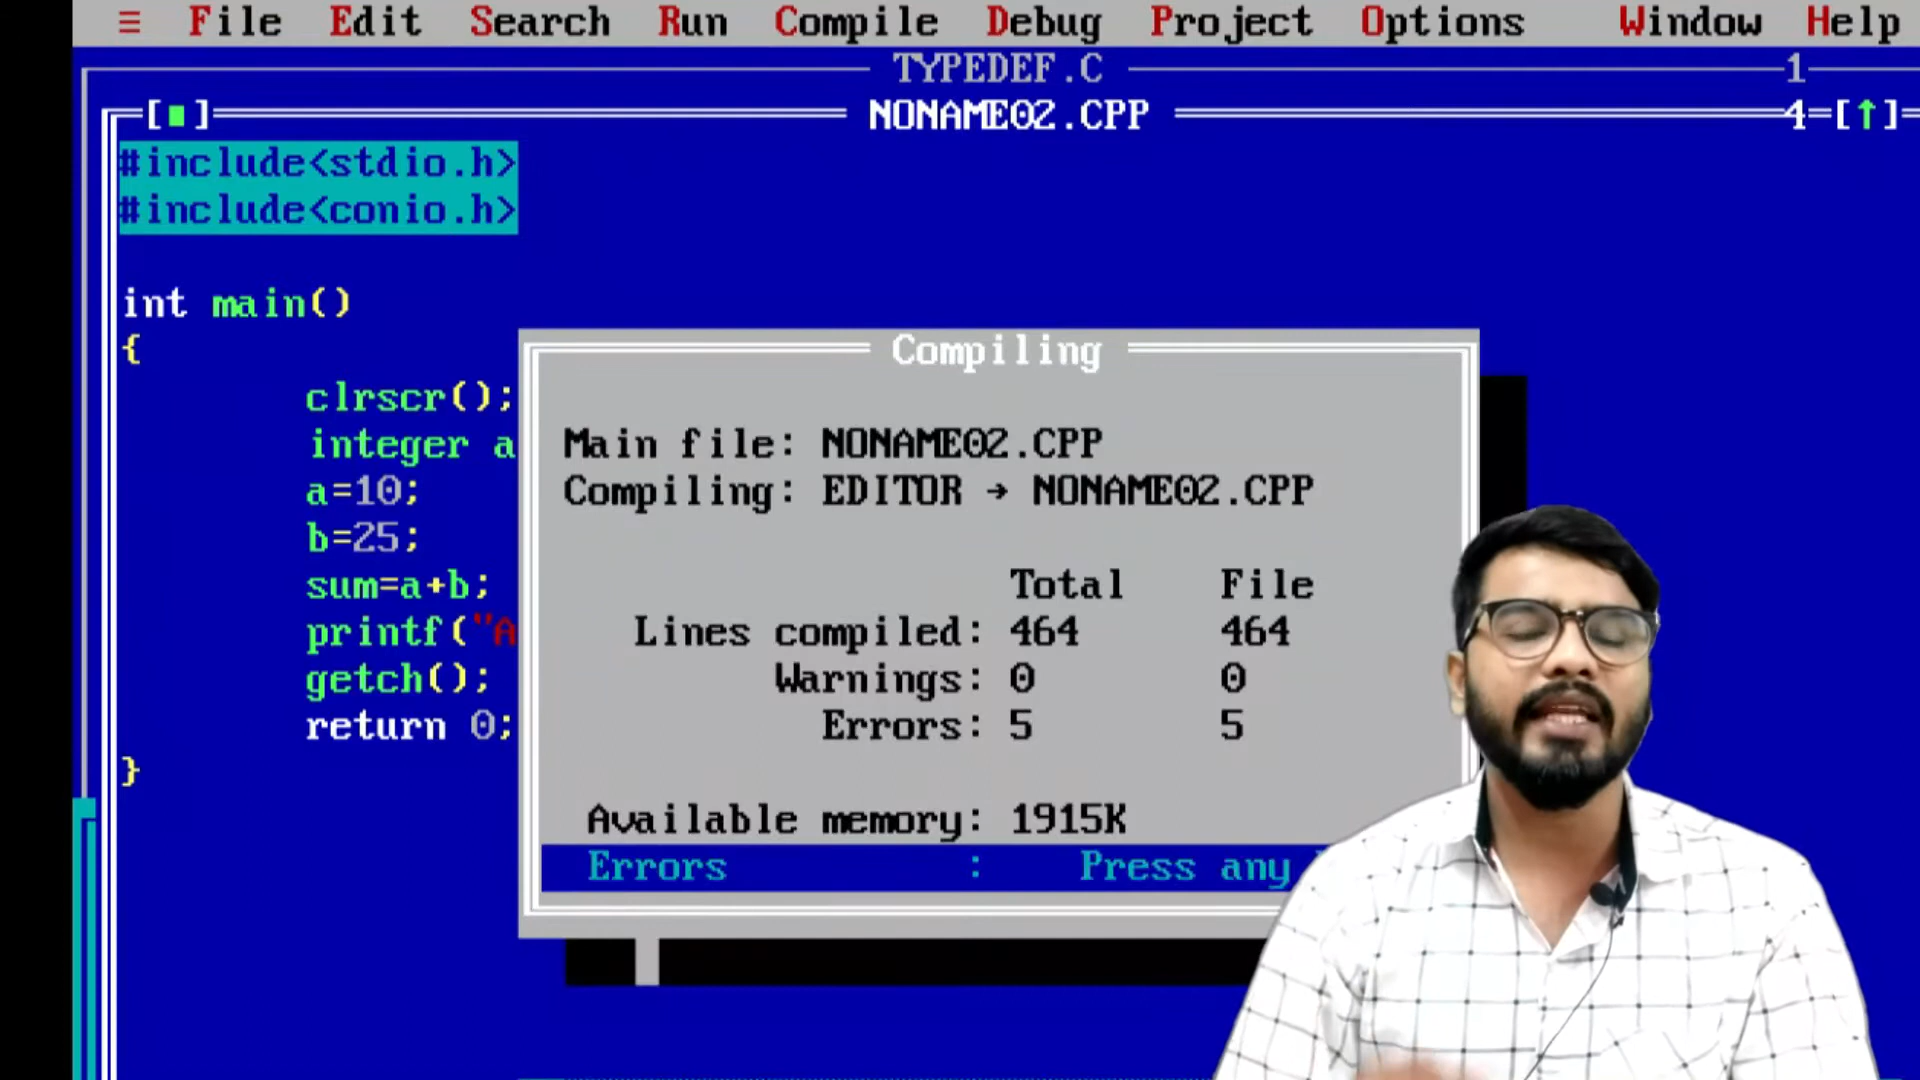 ≡ File Edit Search Run Compile Debug Project Options Window Help
TYPEDEF.C 1
[■] NONAME02.CPP 4=[↑]
#include<stdio.h>
#include<conio.h>
int main()
{
clrscr();
integer a
a=10;
b=25;
sum=a+b;
printf("A
getch();
return 0;
}
Compiling
Main file: NONAME02.CPP
Compiling: EDITOR → NONAME02.CPP
Total File
Lines compiled: 464 464
Warnings: 0 0
Errors: 5 5
Available memory: 1915K
Errors : Press any